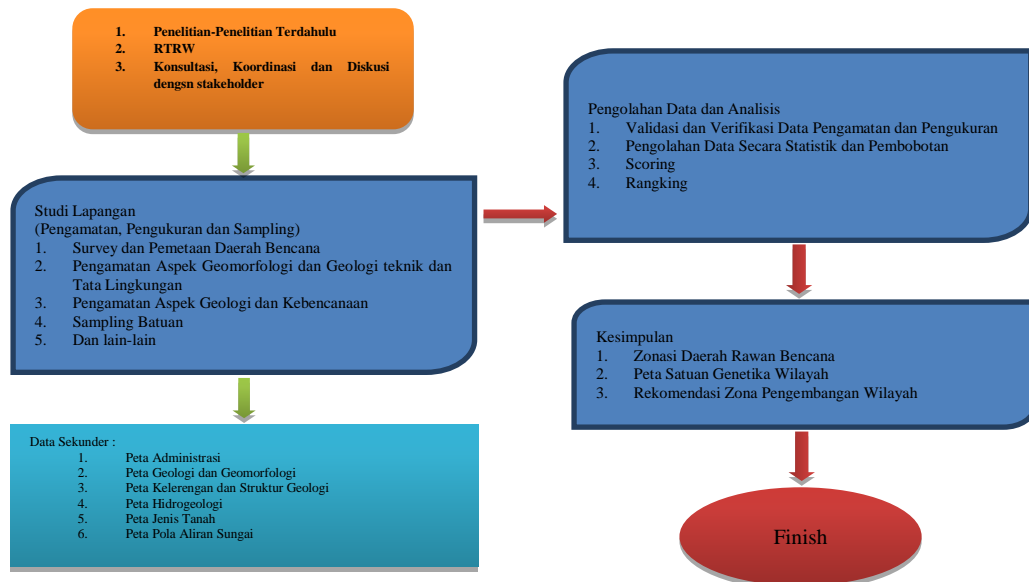 1. Penelitian-Penelitian Terdahulu
2. RTRW
3. Konsultasi, Koordinasi dan Diskusi
dengsn stakeholder
Studi Lapangan
(Pengamatan, Pengukuran dan Sampling)
1. Survey dan Pemetaan Daerah Bencana
2. Pengamatan Aspek Geomorfologi dan Geologi teknik dan
Tata Lingkungan
3. Pengamatan Aspek Geologi dan Kebencanaan
4. Sampling Batuan
5. Dan lain-lain
Data Sekunder :
1. Peta Administrasi
2. Peta Geologi dan Geomorfologi
3. Peta Kelerengan dan Struktur Geologi
4. Peta Hidrogeologi
5. Peta Jenis Tanah
6. Peta Pola Aliran Sungai
Pengolahan Data dan Analisis
1. Validasi dan Verifikasi Data Pengamatan dan Pengukuran
2. Pengolahan Data Secara Statistik dan Pembobotan
3. Scoring
4. Rangking
Kesimpulan
1. Zonasi Daerah Rawan Bencana
2. Peta Satuan Genetika Wilayah
3. Rekomendasi Zona Pengembangan Wilayah
Finish